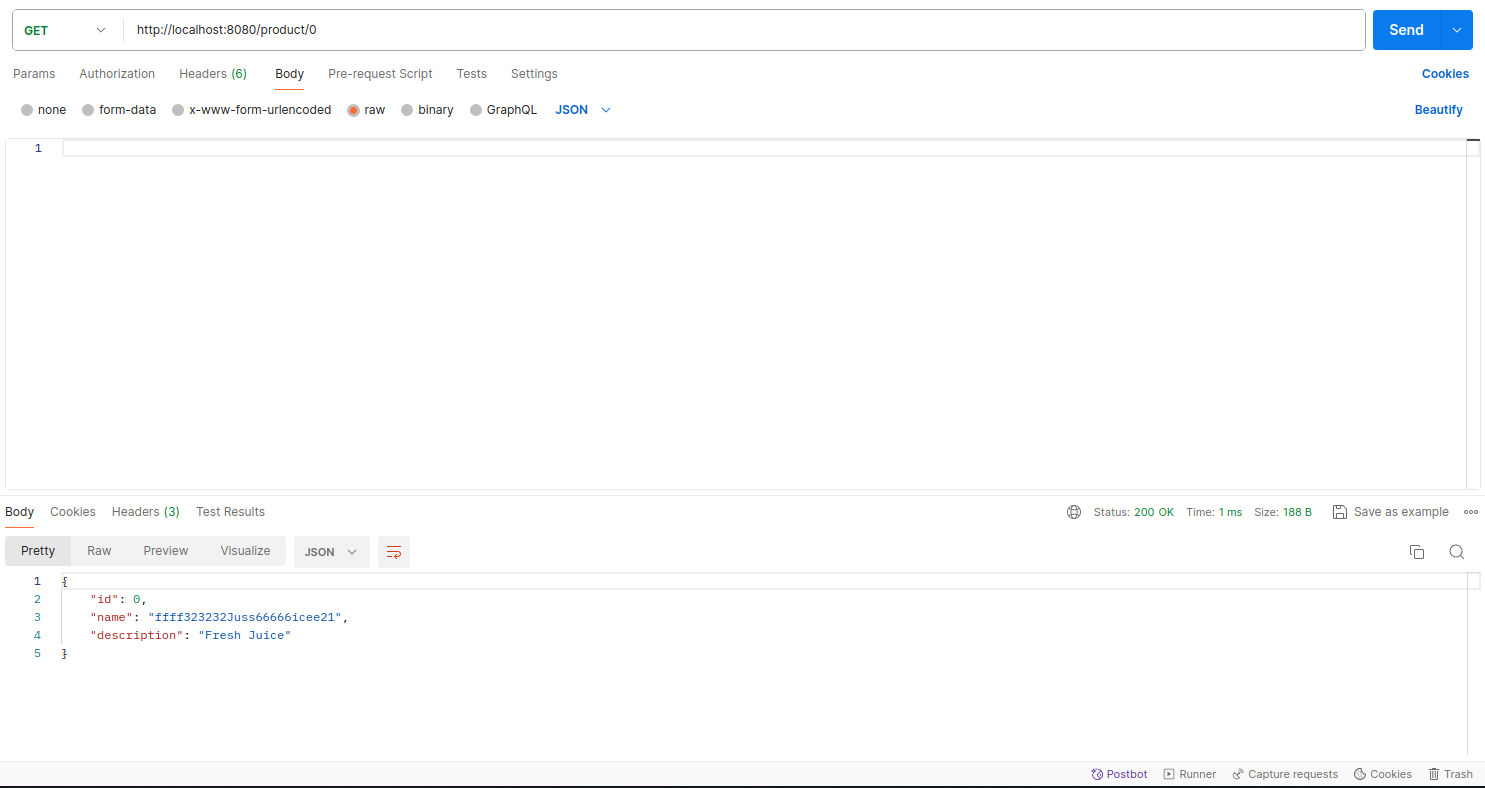 GET http://localhost:8080/product/0 Send
Params Authorization Headers (6) Body Pre-request Script Tests Settings Cookies
none form-data x-www-form-urlencoded raw binary GraphQL JSON Beautify
1
Body Cookies Headers (3) Test Results Status: 200 OK Time: 1 ms Size: 188 B Save as example
Pretty Raw Preview Visualize JSON
1 {
2 "id": 0,
3 "name": "ffff323232Juss66666icee21",
4 "description": "Fresh Juice"
5 }
Postbot Runner Capture requests Cookies Trash